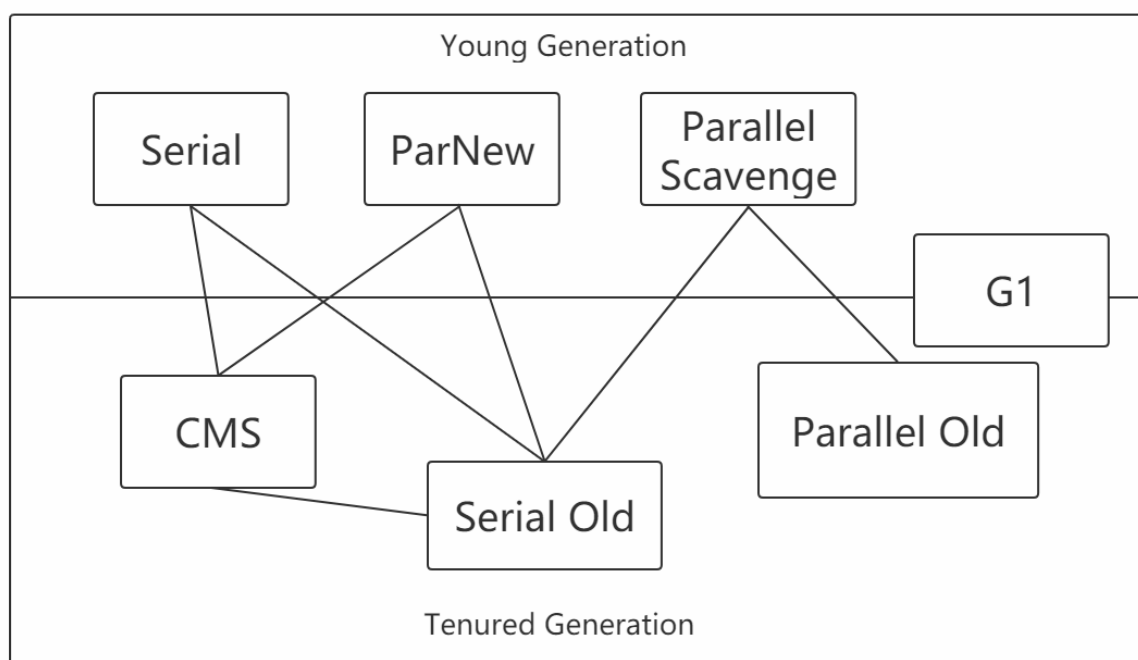 Young Generation
Serial
ParNew
Parallel
Scavenge
G1
CMS
Parallel Old
Serial Old
Tenured Generation